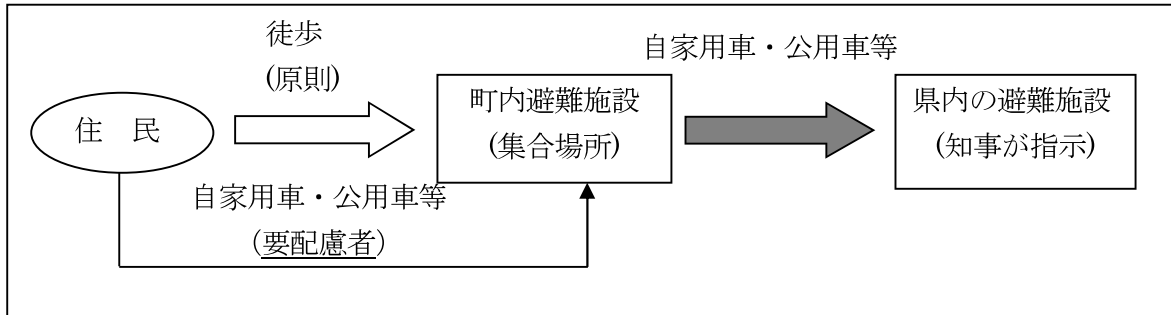 徒歩
(原則)
住 民
自家用車・公用車等
(要配慮者)
町内避難施設
(集合場所)
自家用車・公用車等
県内の避難施設
(知事が指示)